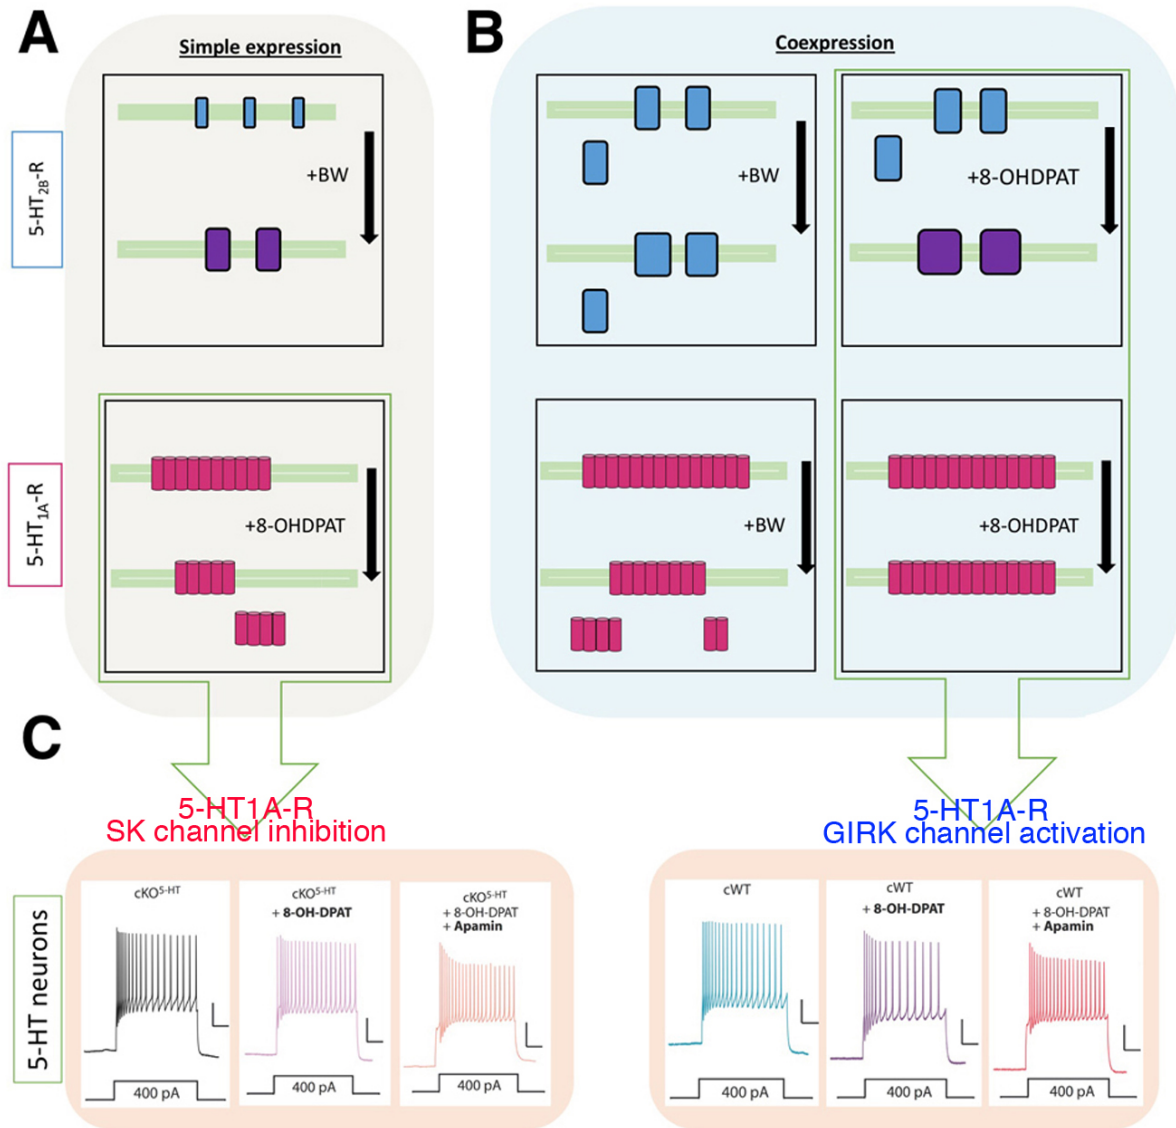 A
Simple expression
5-HT2B-R
+BW
5-HT1A-R
+8-OHDPAT
B
Coexpression
+BW
+8-OHDPAT
+BW
+8-OHDPAT
C
5-HT1A-R
SK channel inhibition
5-HT1A-R
GIRK channel activation
5-HT neurons
cKO5-HT
400 pA
cKO5-HT
+ 8-OH-DPAT
400 pA
cKO5-HT
+ 8-OH-DPAT
+ Apamin
400 pA
cWT
400 pA
cWT
+ 8-OH-DPAT
400 pA
cWT
+ 8-OH-DPAT
+ Apamin
400 pA